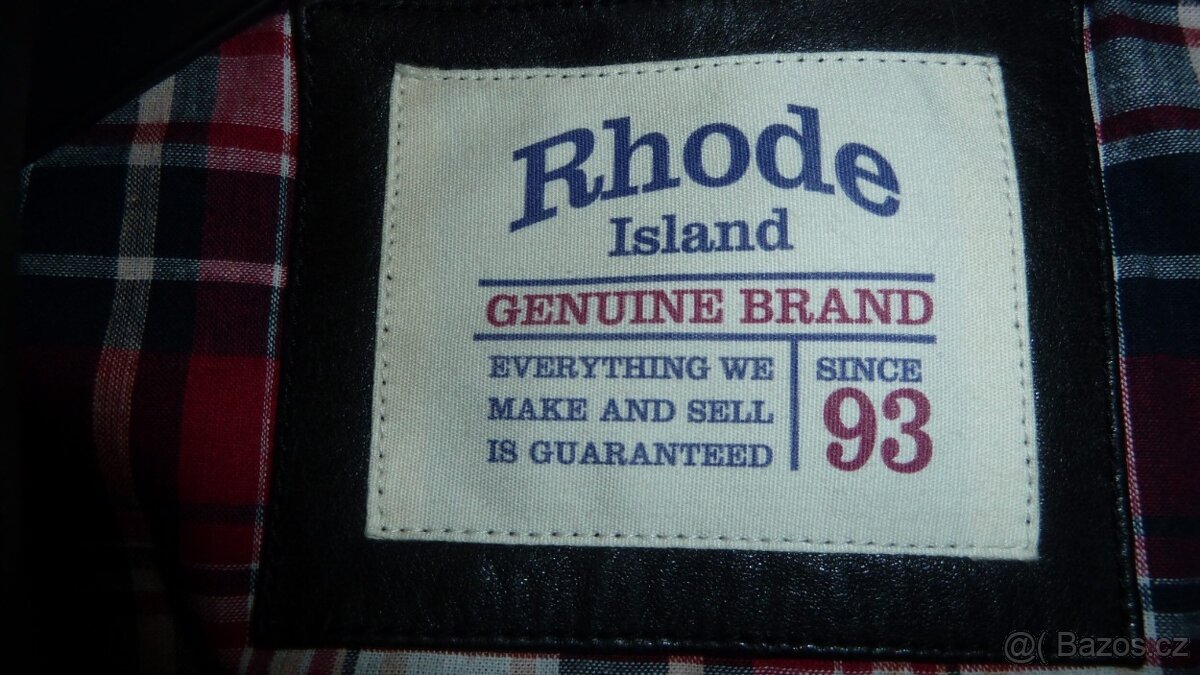 Rhode
Island
GENUINE BRAND
EVERYTHING WE
MAKE AND SELL
IS GUARANTEED
SINCE
93
@( Bazos.cz